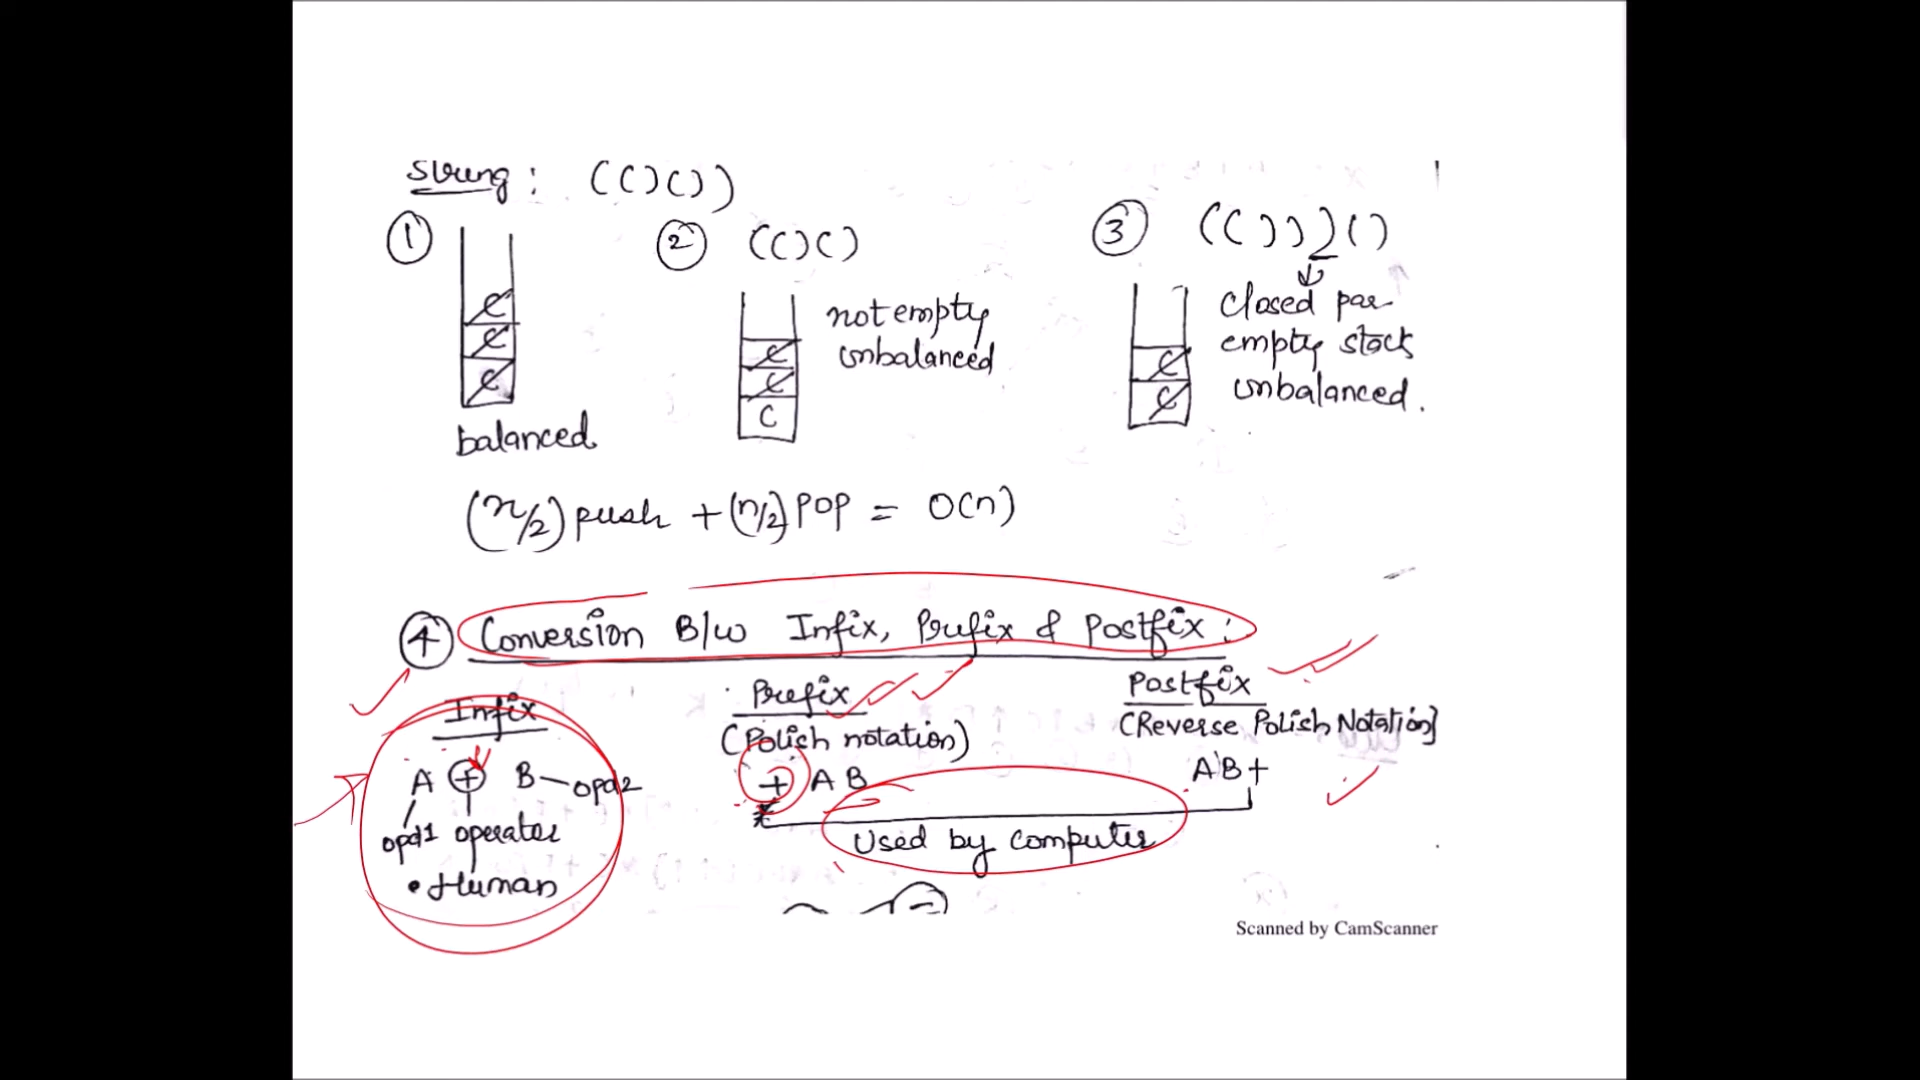 String : (()())
①
② (()()
③ (()))()
not empty
unbalanced
closed par
empty stack
unbalanced.
C
C
C
C
C
C
C
C
balanced
(n/2) push + (n/2) pop = O(n)
④ Conversion B/w Infix, Prefix & Postfix :
Infix
Prefix
Postfix
(Polish notation)
(Reverse Polish Notation)
A + B - opd2
+ A B
AB+
opd1 operator
Used by computer
• Human
Scanned by CamScanner